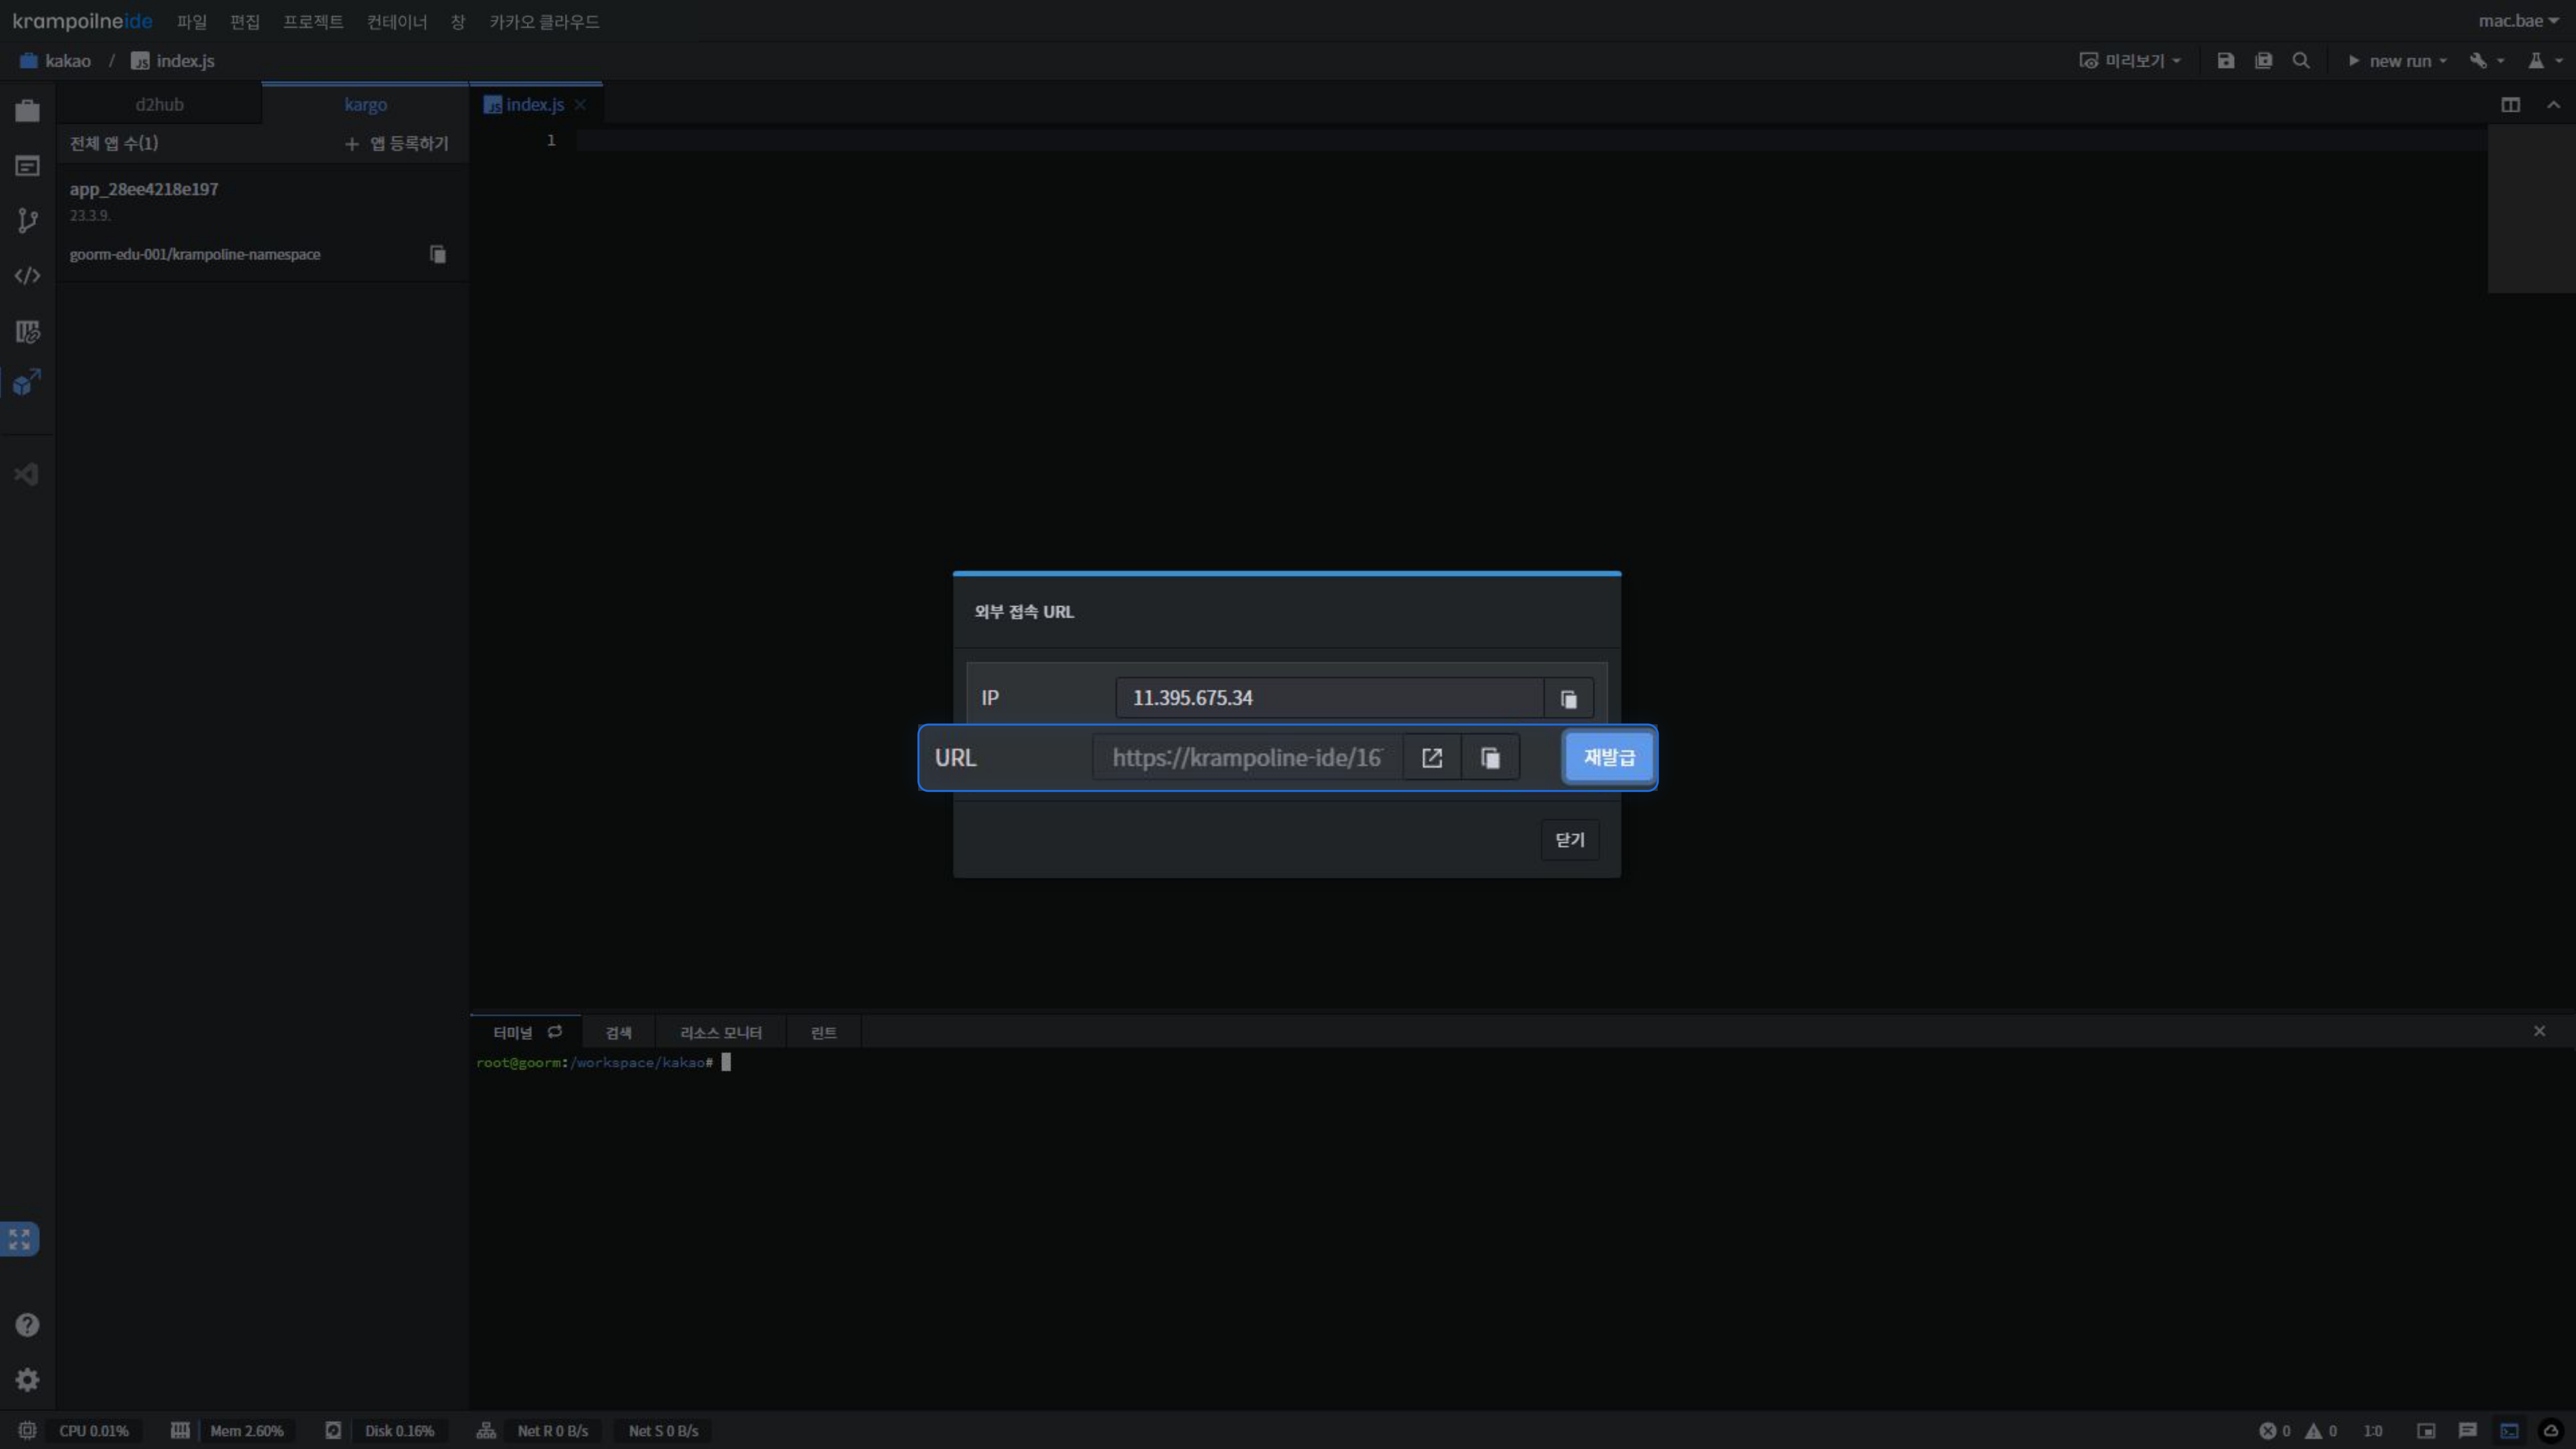 krampoilneide 파일 편집 프로젝트 컨테이너 창 카카오 클라우드 mac.bae
kakao / JS index.js 미리보기 new run
d2hub kargo JS index.js
전체 앱 수(1) + 앱 등록하기 1
app_28ee4218e197
23.3.9.
goorm-edu-001/krampoline-namespace
외부 접속 URL
IP 11.395.675.34
URL https://krampoline-ide/16 재발급
닫기
터미널 검색 리소스 모니터 린트
root@goorm:/workspace/kakao#
CPU 0.01% Mem 2.60% Disk 0.16% Net R 0 B/s Net S 0 B/s 0 0 1:0